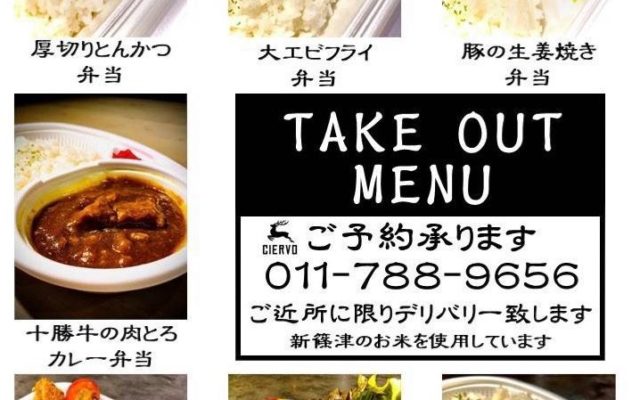 厚切りとんかつ
弁当
大エビフライ
弁当
豚の生姜焼き
弁当
TAKE OUT
MENU
CIERVO
ご予約承ります
011-788-9656
ご近所に限りデリバリー致します
新篠津のお米を使用しています
十勝牛の肉とろ
カレー弁当